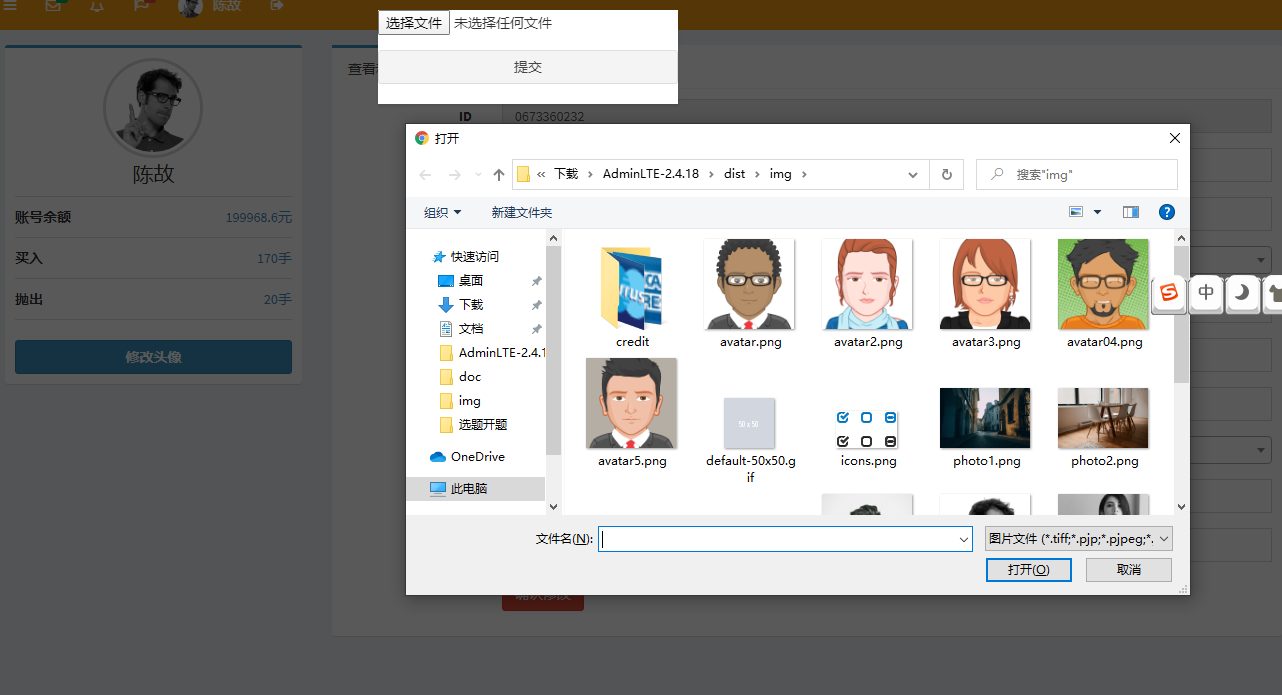 陈故
选择文件 未选择任何文件
提交
查看
ID
0673360232
陈故
账号余额
199968.6元
买入
170手
抛出
20手
修改头像
打开
« 下载 › AdminLTE-2.4.18 › dist › img ›
搜索"img"
组织
新建文件夹
快速访问
桌面
下载
文档
AdminLTE-2.4.1
doc
img
选题开题
OneDrive
此电脑
credit
avatar.png
avatar2.png
avatar3.png
avatar04.png
50 x 50
avatar5.png
default-50x50.g
if
icons.png
photo1.png
photo2.png
中
文件名(N):
图片文件 (*.tiff;*.pjp;*.pjpeg;*.
打开(O)
取消
确认修改